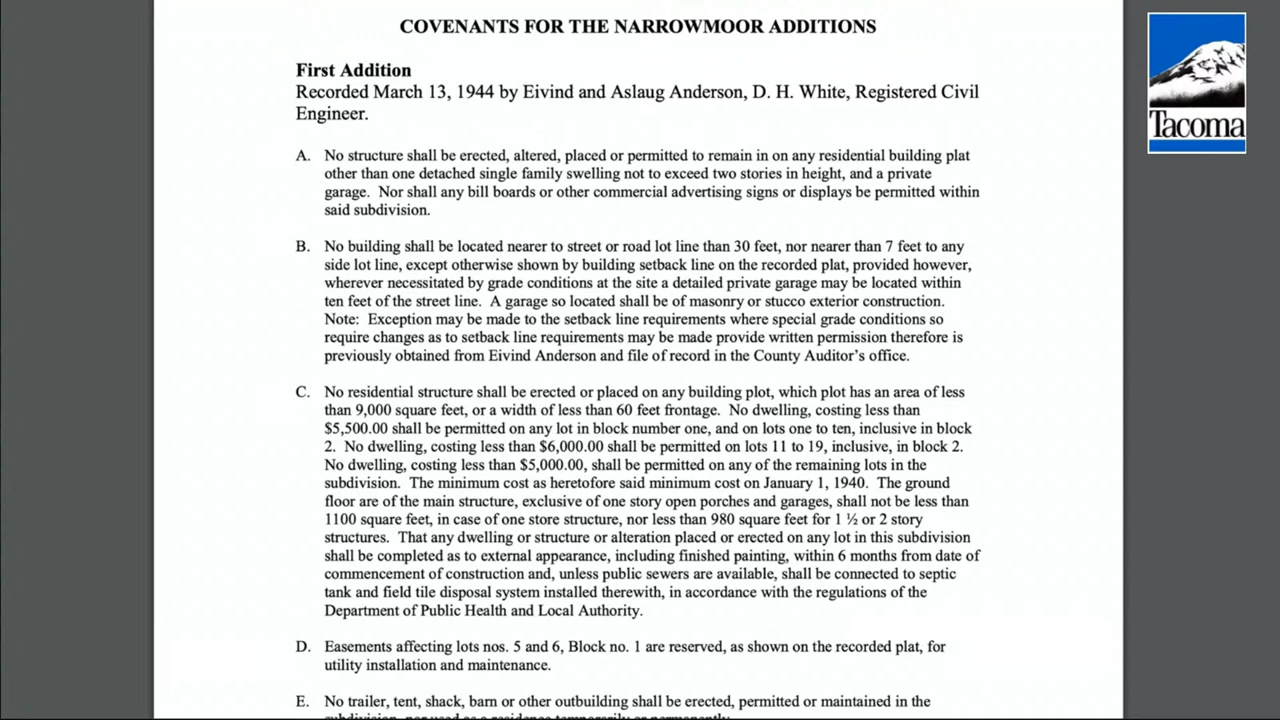 COVENANTS FOR THE NARROWMOOR ADDITIONS
First Addition
Recorded March 13, 1944 by Eivind and Aslaug Anderson, D. H. White, Registered Civil
Engineer.
A. No structure shall be erected, altered, placed or permitted to remain in on any residential building plat
other than one detached single family swelling not to exceed two stories in height, and a private
garage. Nor shall any bill boards or other commercial advertising signs or displays be permitted within
said subdivision.
B. No building shall be located nearer to street or road lot line than 30 feet, nor nearer than 7 feet to any
side lot line, except otherwise shown by building setback line on the recorded plat, provided however,
wherever necessitated by grade conditions at the site a detailed private garage may be located within
ten feet of the street line. A garage so located shall be of masonry or stucco exterior construction.
Note: Exception may be made to the setback line requirements where special grade conditions so
require changes as to setback line requirements may be made provide written permission therefore is
previously obtained from Eivind Anderson and file of record in the County Auditor's office.
C. No residential structure shall be erected or placed on any building plot, which plot has an area of less
than 9,000 square feet, or a width of less than 60 feet frontage. No dwelling, costing less than
$5,500.00 shall be permitted on any lot in block number one, and on lots one to ten, inclusive in block
2. No dwelling, costing less than $6,000.00 shall be permitted on lots 11 to 19, inclusive, in block 2.
No dwelling, costing less than $5,000.00, shall be permitted on any of the remaining lots in the
subdivision. The minimum cost as heretofore said minimum cost on January 1, 1940. The ground
floor are of the main structure, exclusive of one story open porches and garages, shall not be less than
1100 square feet, in case of one store structure, nor less than 980 square feet for 1 ½ or 2 story
structures. That any dwelling or structure or alteration placed or erected on any lot in this subdivision
shall be completed as to external appearance, including finished painting, within 6 months from date of
commencement of construction and, unless public sewers are available, shall be connected to septic
tank and field tile disposal system installed therewith, in accordance with the regulations of the
Department of Public Health and Local Authority.
D. Easements affecting lots nos. 5 and 6, Block no. 1 are reserved, as shown on the recorded plat, for
utility installation and maintenance.
E. No trailer, tent, shack, barn or other outbuilding shall be erected, permitted or maintained in the
subdivision, nor used as a residence temporarily or permanently.
Tacoma